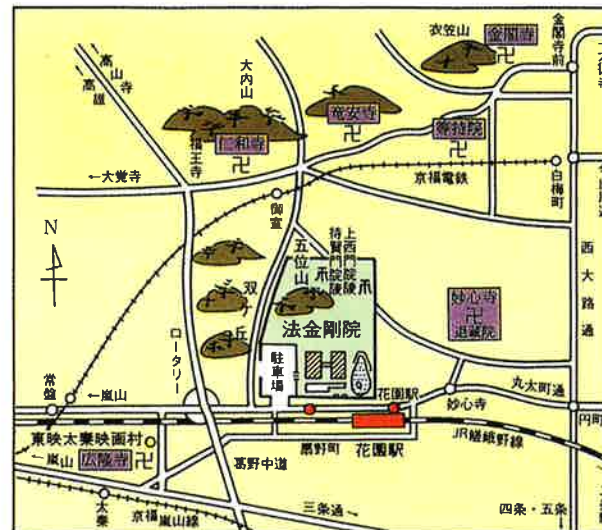 衣笠山
金閣寺
金閣寺前
高山寺
高雄
大内山
竜安寺
等持院
仁和寺
福王寺
←大覚寺
京福電鉄
白梅町
御室
N
五位山
待賢門院陵
上西門院陵
西大路通
双ケ丘
妙心寺
退蔵院
法金剛院
ロータリー
駐車場
常盤
←嵐山
花園駅
妙心寺
丸太町通
円町
東映太秦映画村
←嵐山
広隆寺
扇野町
花園駅
JR嵯峨野線
葛野中道
太秦
京福嵐山線
三条通→
四条・五条